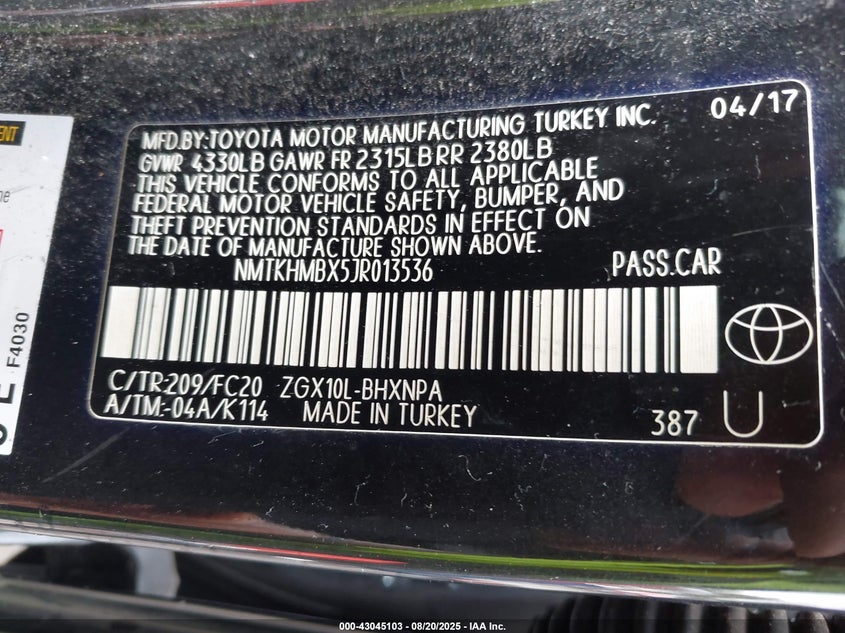 MFD.BY:TOYOTA MOTOR MANUFACTURING TURKEY INC. 04/17
GVWR 4330LB GAWR FR 2315LB RR 2380LB
THIS VEHICLE CONFORMS TO ALL APPLICABLE
FEDERAL MOTOR VEHICLE SAFETY, BUMPER, AND
THEFT PREVENTION STANDARDS IN EFFECT ON
THE DATE OF MANUFACTURE SHOWN ABOVE.
NMTKHMBX5JR013536 PASS.CAR
C/TR:209/FC20 ZGX10L-BHXNPA
A/TM:-04A/K114 MADE IN TURKEY 387 U
F4030
000-43045103 - 08/20/2025 - IAA Inc.